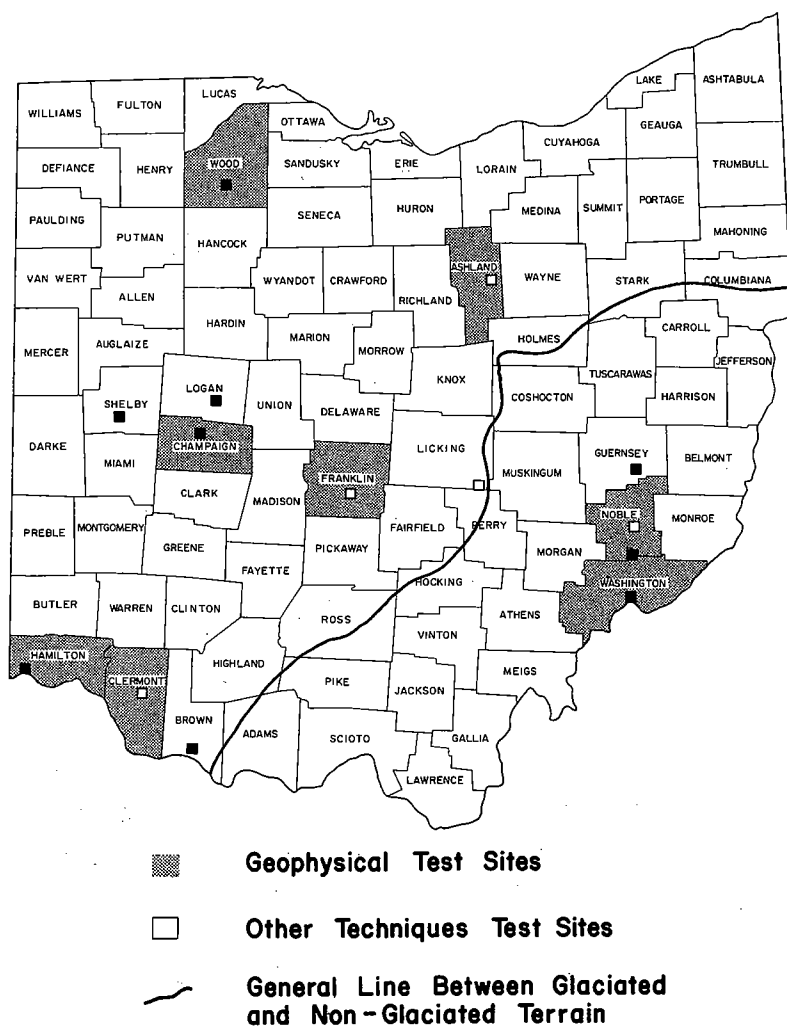 LAKE
ASHTABULA
LUCAS
FULTON
WILLIAMS
GEAUGA
OTTAWA
CUYAHOGA
WOOD
SANDUSKY
ERIE
LORAIN
DEFIANCE
HENRY
TRUMBULL
PORTAGE
SUMMIT
MEDINA
HURON
SENECA
PAULDING
PUTMAN
HANCOCK
MAHONING
ASHLAND
WAYNE
STARK
COLUMBIANA
VAN WERT
WYANDOT
CRAWFORD
RICHLAND
ALLEN
HARDIN
MARION
HOLMES
CARROLL
AUGLAIZE
MERCER
MORROW
JEFFERSON
TUSCARAWAS
KNOX
LOGAN
UNION
COSHOCTON
HARRISON
SHELBY
DELAWARE
DARKE
CHAMPAIGN
LICKING
GUERNSEY
BELMONT
MIAMI
MUSKINGUM
FRANKLIN
CLARK
MADISON
NOBLE
MONROE
PREBLE
MONTGOMERY
FAIRFIELD
PERRY
GREENE
PICKAWAY
MORGAN
FAYETTE
HOCKING
WASHINGTON
BUTLER
WARREN
CLINTON
ROSS
ATHENS
VINTON
HAMILTON
HIGHLAND
MEIGS
CLERMONT
PIKE
JACKSON
BROWN
ADAMS
SCIOTO
GALLIA
LAWRENCE
Geophysical Test Sites
Other Techniques Test Sites
General Line Between Glaciated
and Non-Glaciated Terrain